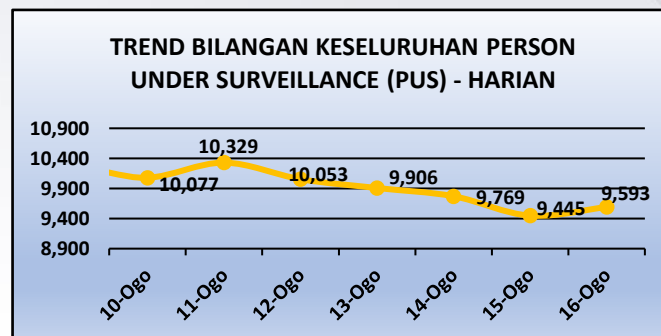 TREND BILANGAN KESELURUHAN PERSON
UNDER SURVEILLANCE (PUS) - HARIAN
10,900
10,400
9,900
9,400
8,900
10,077
10,329
10,053
9,906
9,769
9,445
9,593
10-Ogo
11-Ogo
12-Ogo
13-Ogo
14-Ogo
15-Ogo
16-Ogo